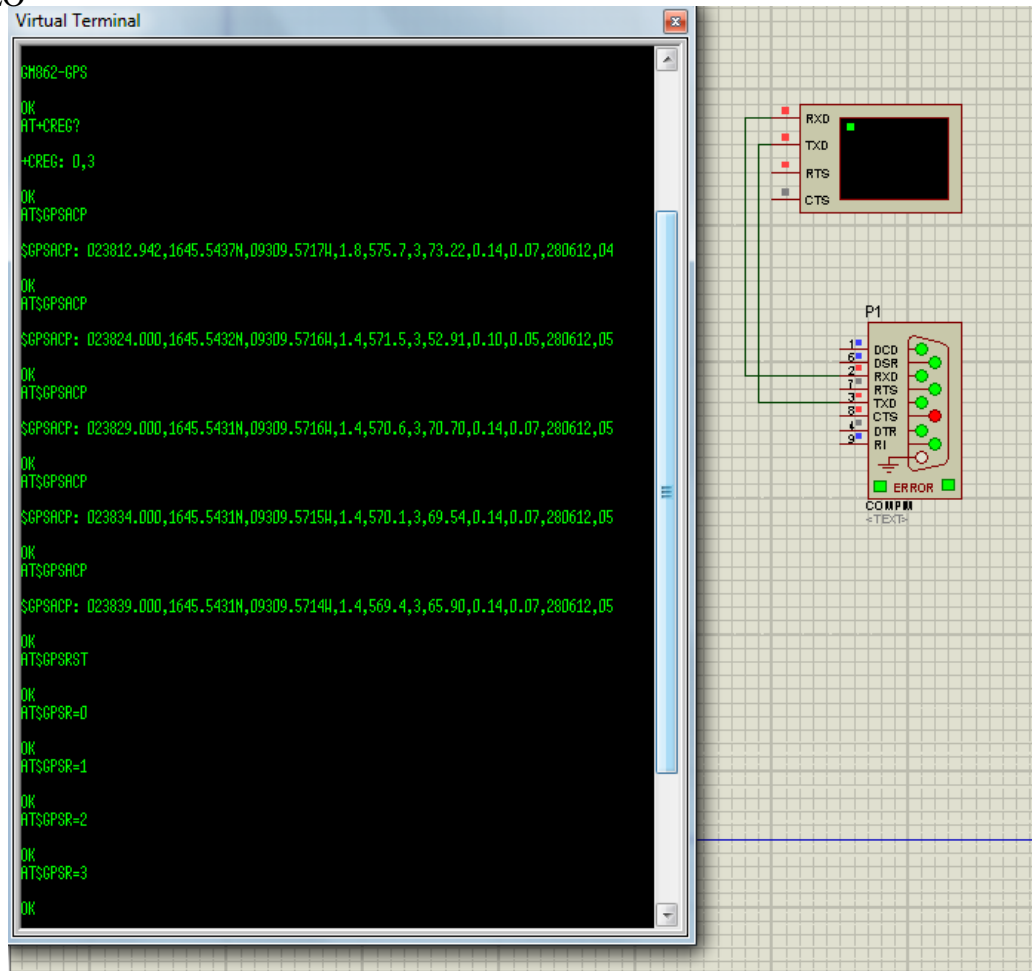 Virtual Terminal
GM862-GPS
OK
AT+CREG?
+CREG: 0,3
OK
AT$GPSACP
$GPSACP: 023812.942,1645.5437N,09309.5717W,1.8,575.7,3,73.22,0.14,0.07,280612,04
OK
AT$GPSACP
$GPSACP: 023824.000,1645.5432N,09309.5716W,1.4,571.5,3,52.91,0.10,0.05,280612,05
OK
AT$GPSACP
$GPSACP: 023829.000,1645.5431N,09309.5716W,1.4,570.6,3,70.70,0.14,0.07,280612,05
OK
AT$GPSACP
$GPSACP: 023834.000,1645.5431N,09309.5715W,1.4,570.1,3,69.54,0.14,0.07,280612,05
OK
AT$GPSACP
$GPSACP: 023839.000,1645.5431N,09309.5714W,1.4,569.4,3,65.90,0.14,0.07,280612,05
OK
AT$GPSRST
OK
AT$GPSR=0
OK
AT$GPSR=1
OK
AT$GPSR=2
OK
AT$GPSR=3
OK
RXD
TXD
RTS
CTS
P1
1 DCD
6 DSR
2 RXD
7 RTS
3 TXD
8 CTS
4 DTR
9 RI
ERROR
COMPIM
<TEXT>